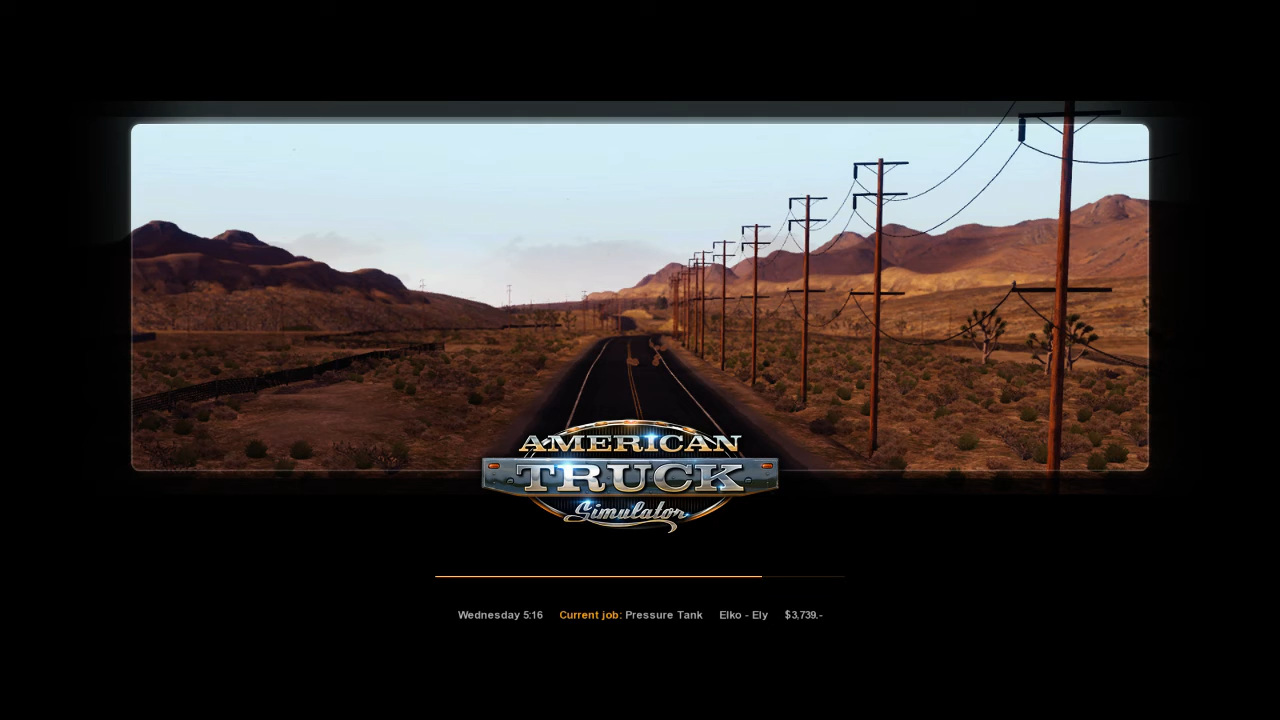 AMERICAN
TRUCK
Simulator
Wednesday 5:16 Current job: Pressure Tank Elko - Ely $3,739.-